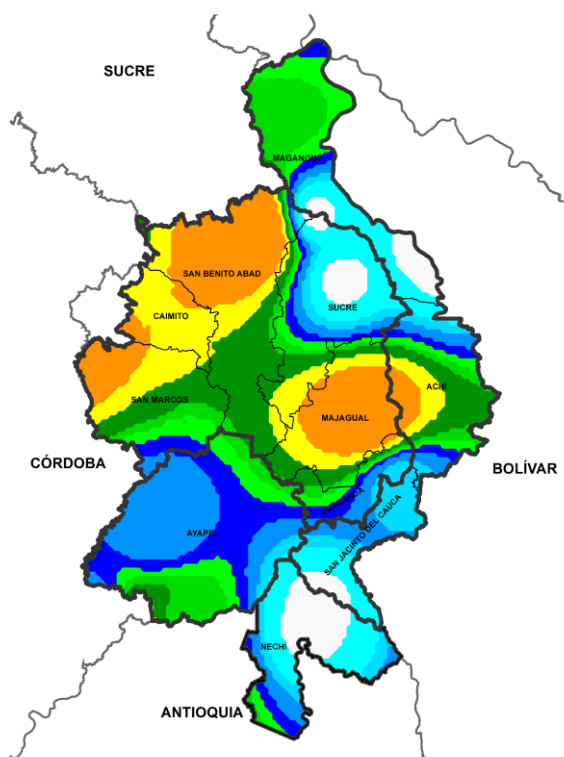 SUCRE
MAGANGUÉ
SAN BENITO ABAD
CAIMITO
SUCRE
SAN MARCOS
MAJAGUAL
ACHÍ
CÓRDOBA
BOLÍVAR
GUARANDA
AYAPEL
SAN JACINTO DEL CAUCA
NECHÍ
ANTIOQUIA